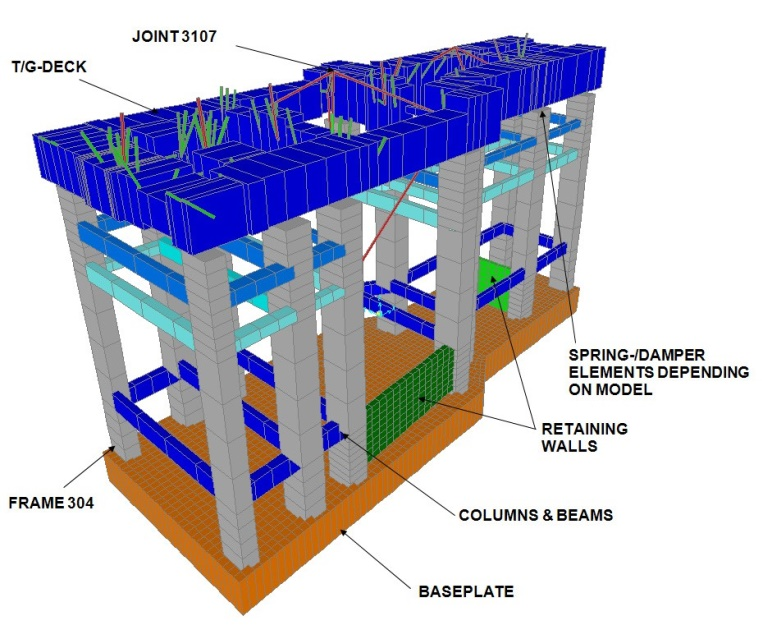 JOINT 3107
T/G-DECK
SPRING-/DAMPER
ELEMENTS DEPENDING
ON MODEL
RETAINING
WALLS
FRAME 304
COLUMNS & BEAMS
BASEPLATE